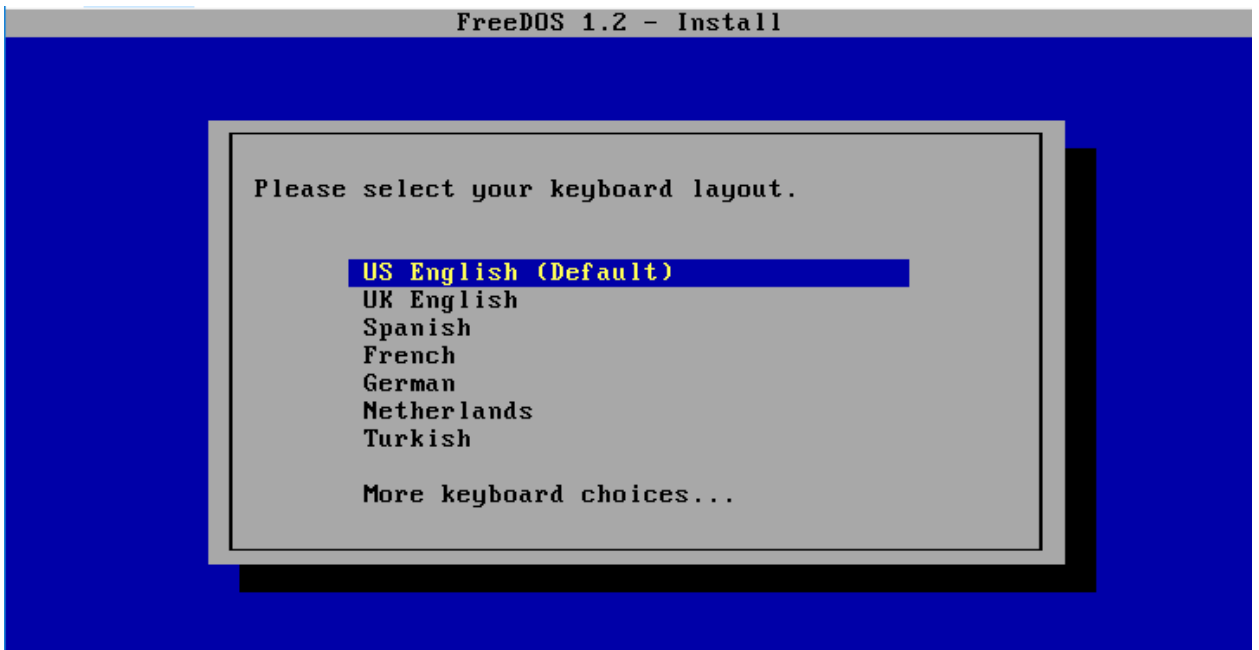 FreeDOS 1.2 - Install
Please select your keyboard layout.
US English (Default)
UK English
Spanish
French
German
Netherlands
Turkish
More keyboard choices...